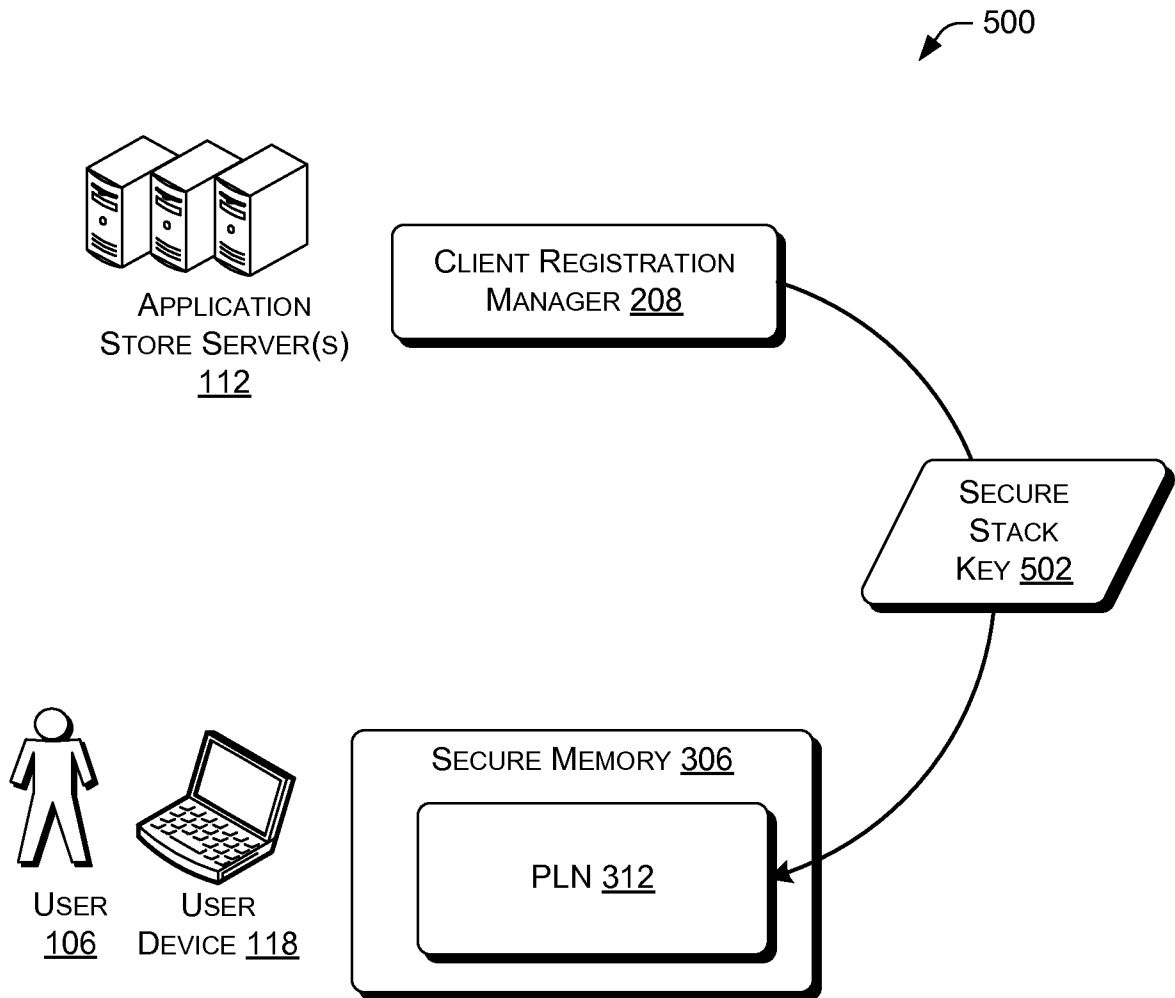 500
CLIENT REGISTRATION
MANAGER 208
APPLICATION
STORE SERVER(S)
112
SECURE
STACK
KEY 502
SECURE MEMORY 306
PLN 312
USER
106
USER
DEVICE 118